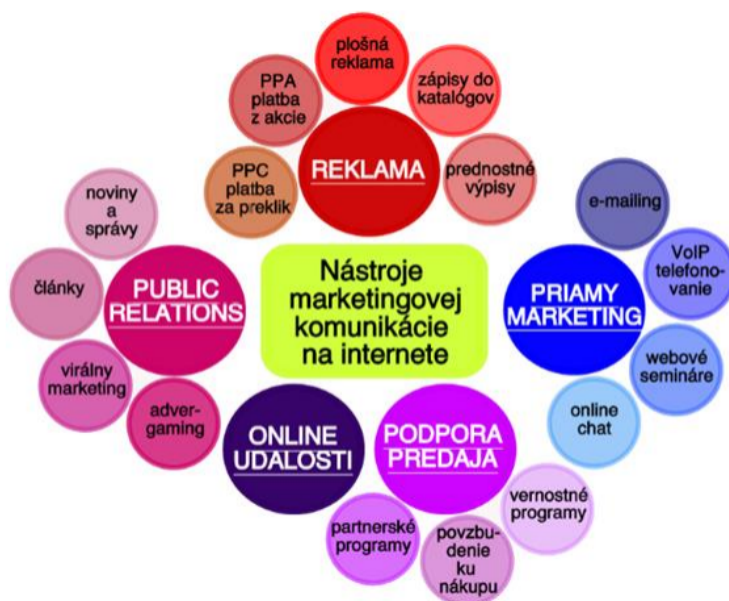 plošná
reklama
PPA
platba
z akcie
zápisy do
katalógov
REKLAMA
PPC
platba
za preklik
prednostné
výpisy
noviny
a
správy
e-mailing
články
PUBLIC
RELATIONS
Nástroje
marketingovej
komunikácie
na internete
PRIAMY
MARKETING
VoIP
telefono-
vanie
virálny
marketing
webové
semináre
adver-
gaming
ONLINE
UDALOSTI
PODPORA
PREDAJA
online
chat
partnerské
programy
povzbu-
denie
ku
nákupu
vernostné
programy